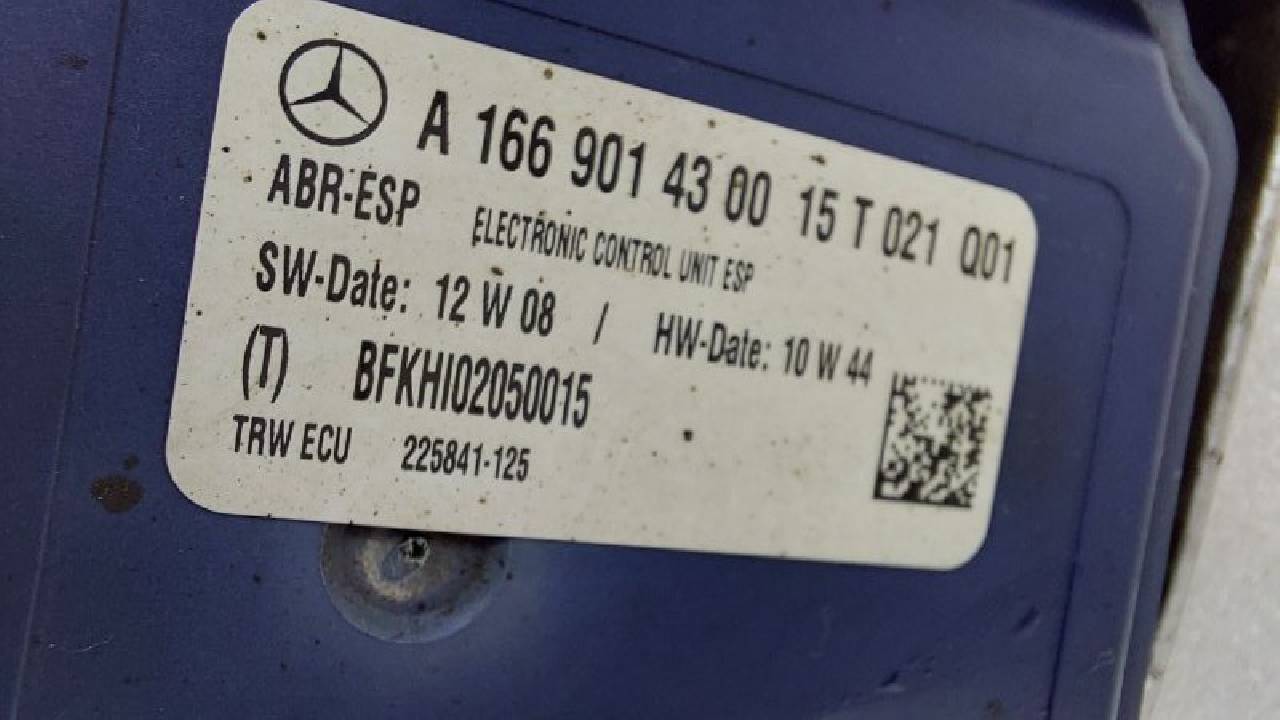 A 166 901 43 00 15 T 021 Q01
ABR-ESP ELECTRONIC CONTROL UNIT ESP
SW-Date: 12 W 08 / HW-Date: 10 W 44
(T) BFKHI02050015
TRW ECU 225841-125